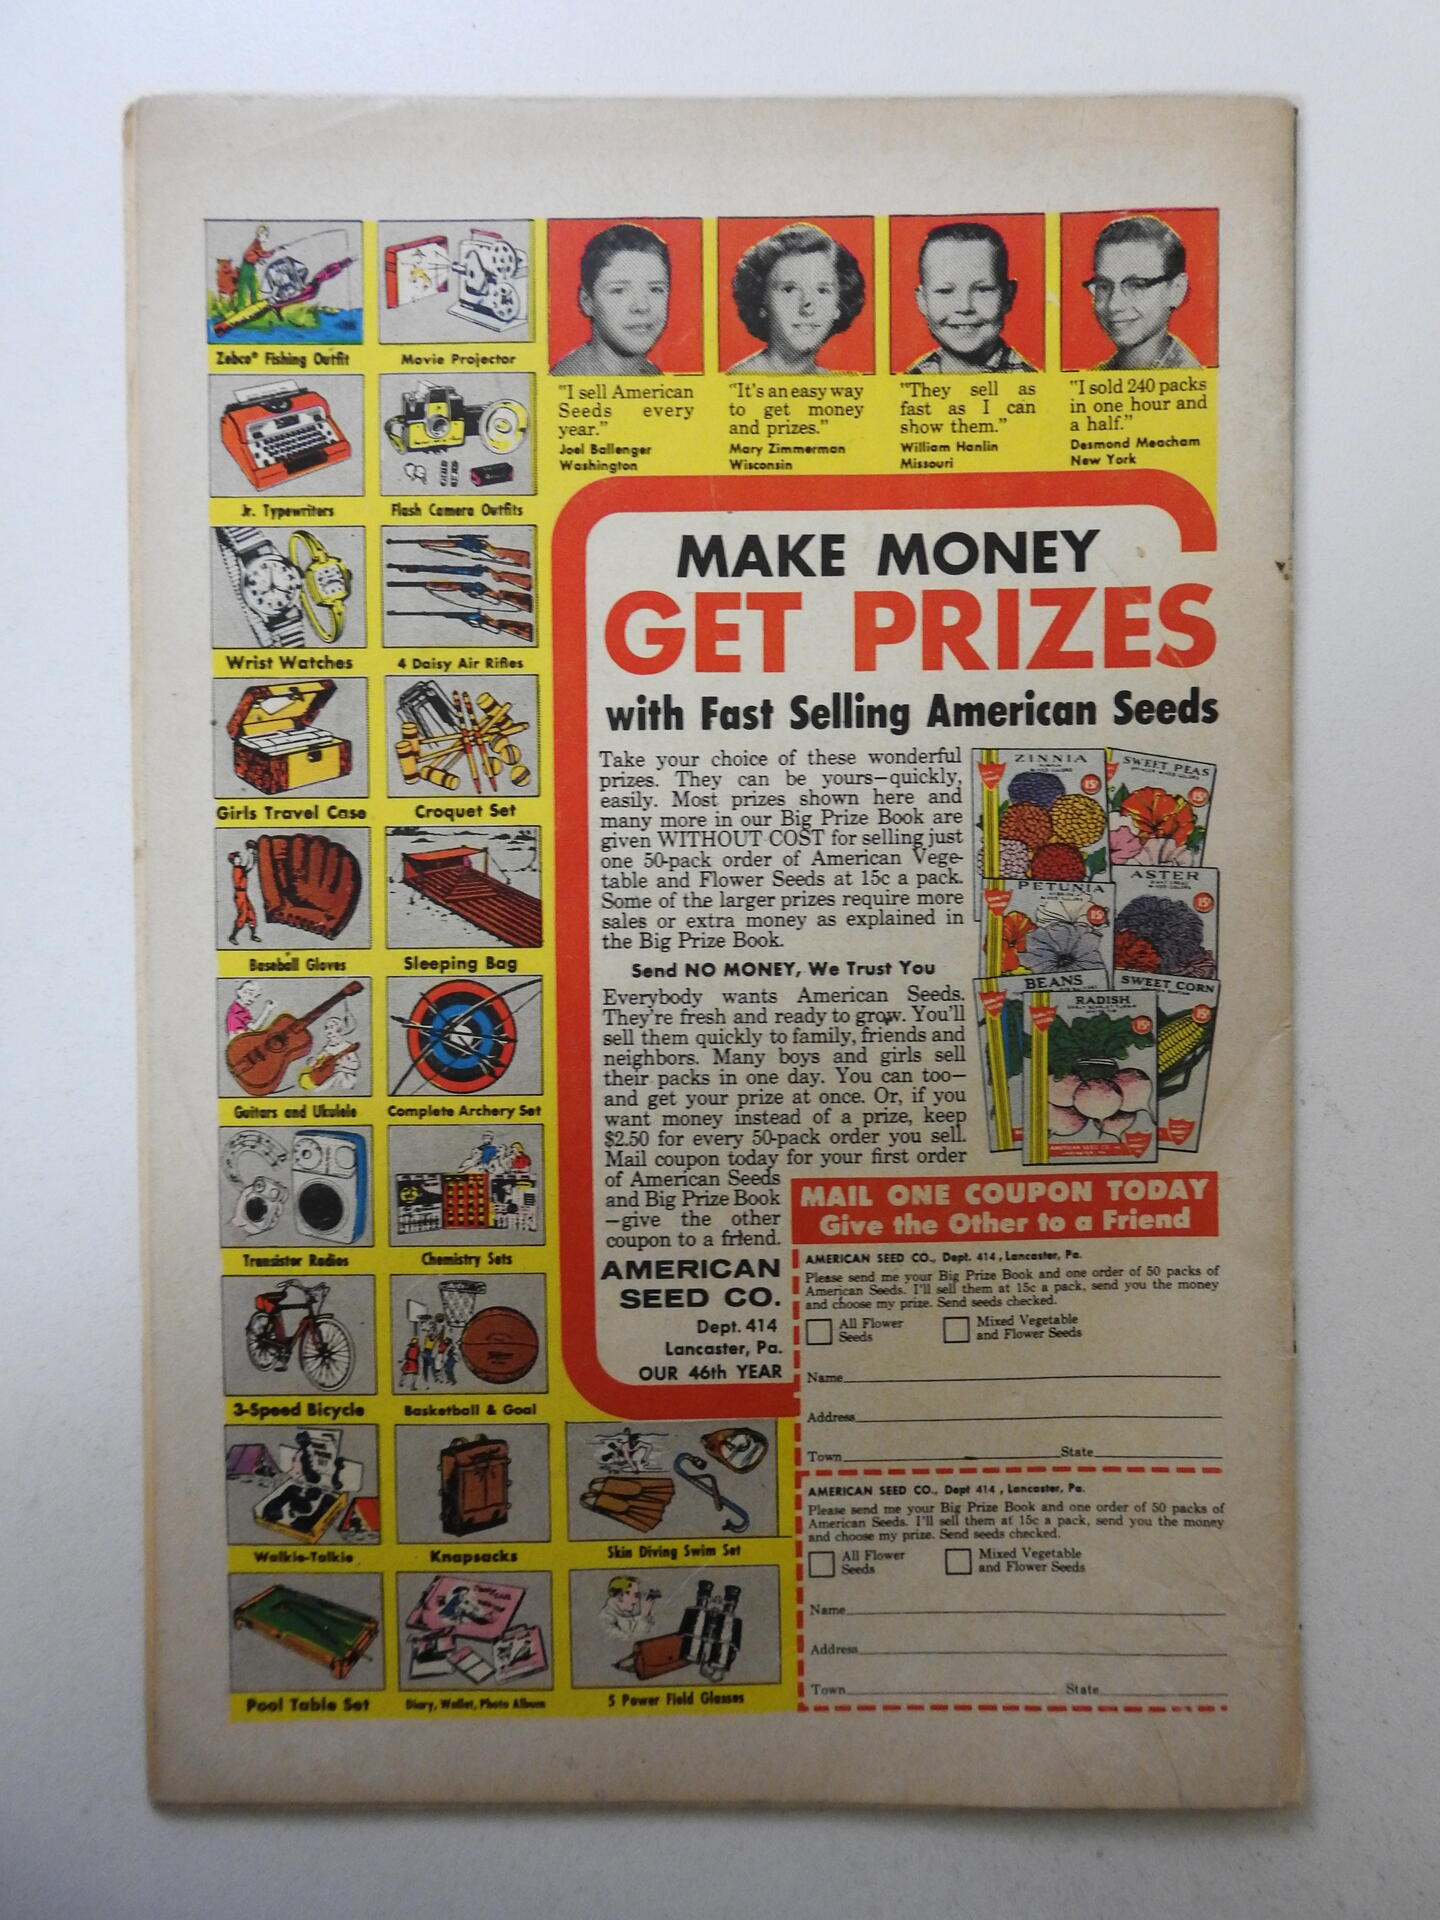 Zebco® Fishing Outfit
Movie Projector
Jr. Typewriters
Flash Camera Outfits
Wrist Watches
4 Daisy Air Rifles
Girls Travel Case
Croquet Set
Baseball Gloves
Sleeping Bag
Guitars and Ukulele
Complete Archery Set
Transistor Radios
Chemistry Sets
3-Speed Bicycle
Basketball & Goal
Walkie-Talkie
Knapsacks
Skin Diving Swim Set
Pool Table Set
Diary, Wallet, Photo Album
5 Power Field Glasses
"I sell American
Seeds every
year."
Joel Ballenger
Washington
"It's an easy way
to get money
and prizes."
Mary Zimmerman
Wisconsin
"They sell as
fast as I can
show them."
William Hanlin
Missouri
"I sold 240 packs
in one hour and
a half."
Desmond Meacham
New York
MAKE MONEY
GET PRIZES
with Fast Selling American Seeds
Take your choice of these wonderful
prizes. They can be yours—quickly,
easily. Most prizes shown here and
many more in our Big Prize Book are
given WITHOUT COST for selling just
one 50-pack order of American Vege-
table and Flower Seeds at 15c a pack.
Some of the larger prizes require more
sales or extra money as explained in
the Big Prize Book.
Send NO MONEY, We Trust You
Everybody wants American Seeds.
They're fresh and ready to grow. You'll
sell them quickly to family, friends and
neighbors. Many boys and girls sell
their packs in one day. You can too—
and get your prize at once. Or, if you
want money instead of a prize, keep
$2.50 for every 50-pack order you sell.
Mail coupon today for your first order
of American Seeds
and Big Prize Book
—give the other
coupon to a friend.
AMERICAN
SEED CO.
Dept. 414
Lancaster, Pa.
OUR 46th YEAR
ZINNIA
15¢
SWEET PEAS
15¢
PETUNIA
15¢
ASTER
15¢
BEANS
SWEET CORN
15¢
RADISH
15¢
MAIL ONE COUPON TODAY
Give the Other to a Friend
AMERICAN SEED CO., Dept. 414, Lancaster, Pa.
Please send me your Big Prize Book and one order of 50 packs of
American Seeds. I'll sell them at 15c a pack, send you the money
and choose my prize. Send seeds checked.
All Flower
Seeds
Mixed Vegetable
and Flower Seeds
Name
Address
Town State
AMERICAN SEED CO., Dept 414, Lancaster, Pa.
Please send me your Big Prize Book and one order of 50 packs of
American Seeds. I'll sell them at 15c a pack, send you the money
and choose my prize. Send seeds checked.
All Flower
Seeds
Mixed Vegetable
and Flower Seeds
Name
Address
Town State